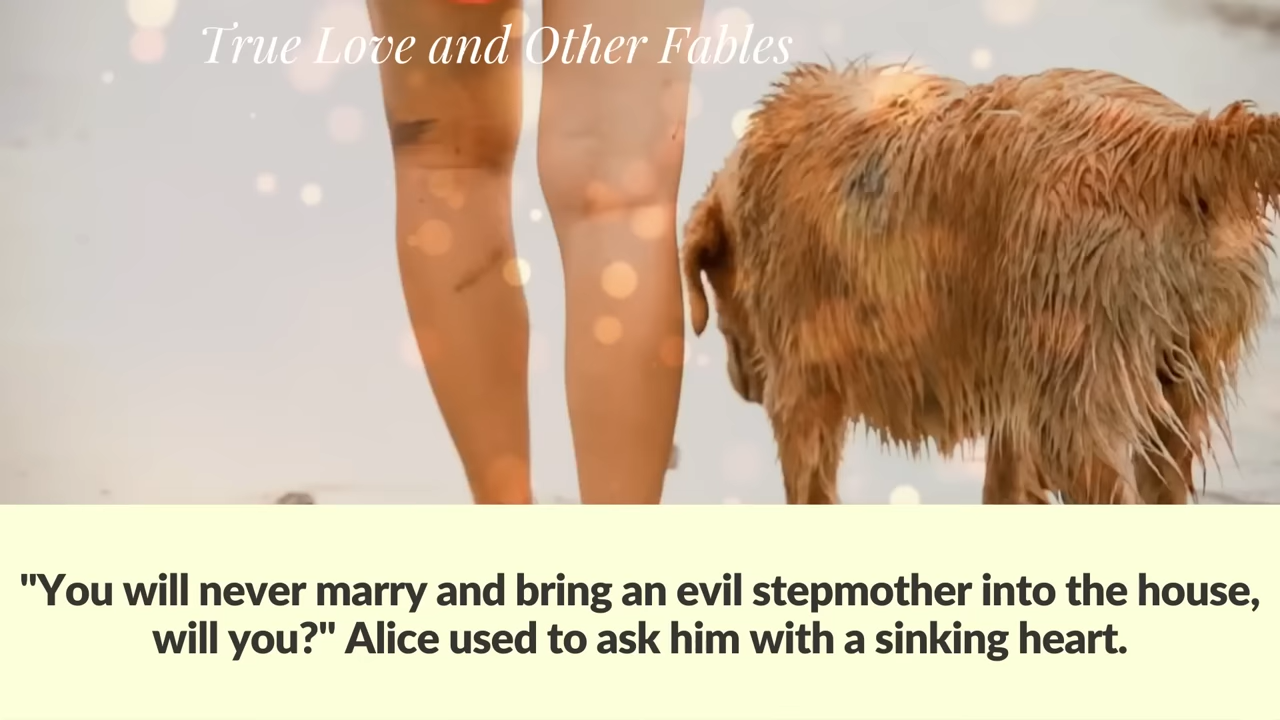 True Love and Other Fables
"You will never marry and bring an evil stepmother into the house,
will you?" Alice used to ask him with a sinking heart.